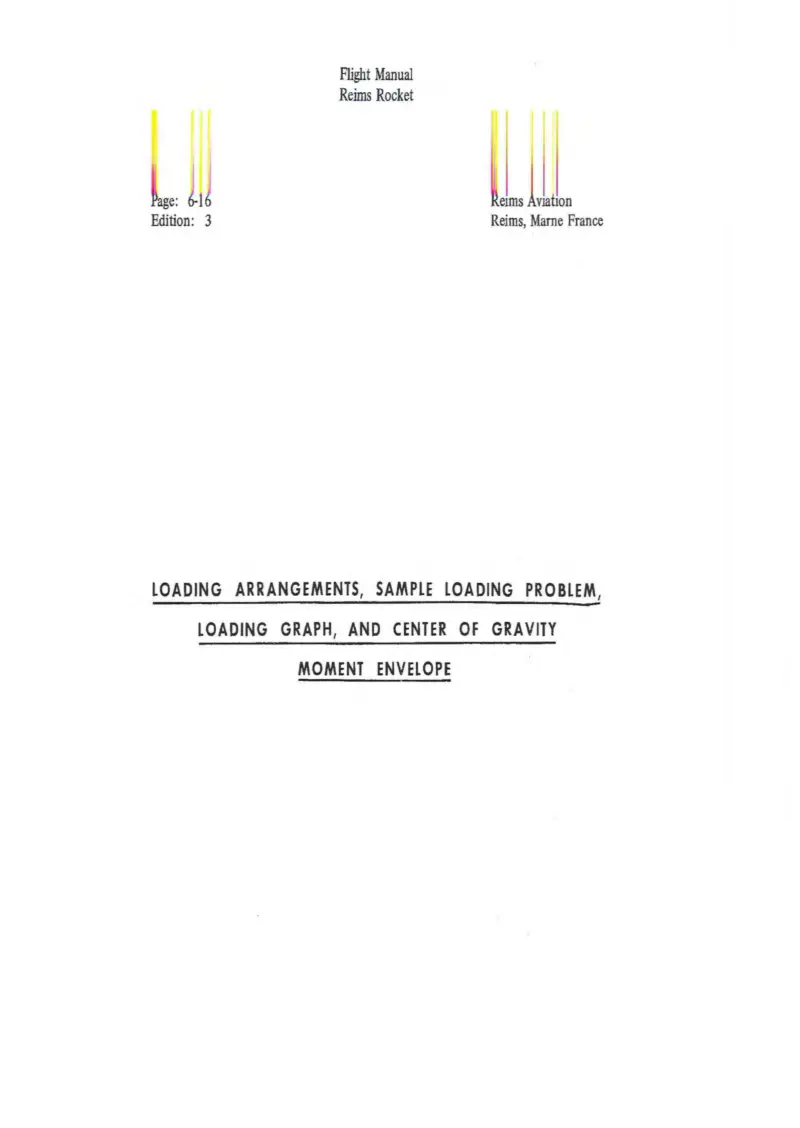 Flight Manual
Reims Rocket
Page: 6-16
Edition: 3
Reims Aviation
Reims, Marne France
LOADING ARRANGEMENTS, SAMPLE LOADING PROBLEM,
LOADING GRAPH, AND CENTER OF GRAVITY
MOMENT ENVELOPE